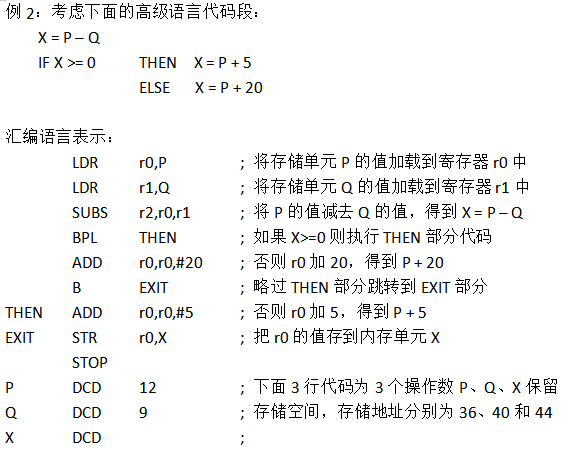 例 2：考虑下面的高级语言代码段：
X = P – Q
IF X >= 0 THEN X = P + 5
ELSE X = P + 20
汇编语言表示：
LDR r0,P ; 将存储单元 P 的值加载到寄存器 r0 中
LDR r1,Q ; 将存储单元 Q 的值加载到寄存器 r1 中
SUBS r2,r0,r1 ; 将 P 的值减去 Q 的值，得到 X = P – Q
BPL THEN ; 如果 X>=0 则执行 THEN 部分代码
ADD r0,r0,#20 ; 否则 r0 加 20，得到 P + 20
B EXIT ; 略过 THEN 部分跳转到 EXIT 部分
THEN ADD r0,r0,#5 ; 否则 r0 加 5，得到 P + 5
EXIT STR r0,X ; 把 r0 的值存到内存单元 X
STOP
P DCD 12 ; 下面 3 行代码为 3 个操作数 P、Q、X 保留
Q DCD 9 ; 存储空间，存储地址分别为 36、40 和 44
X DCD ;